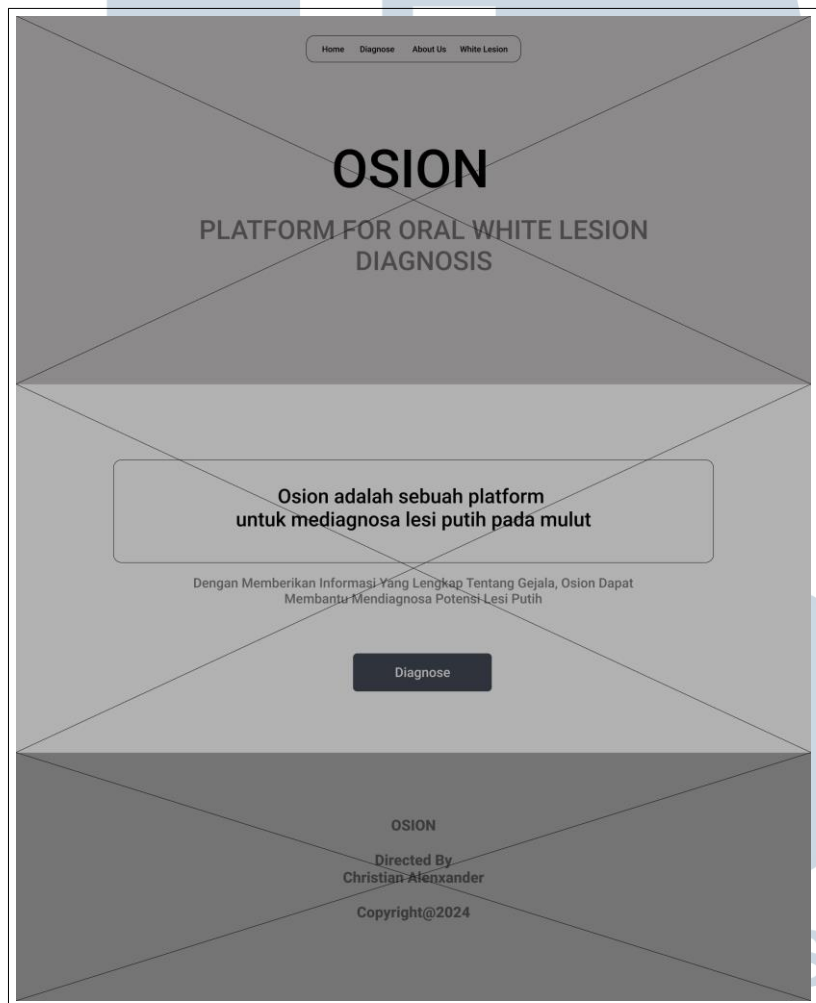 Home Diagnose About Us White Lesion
OSION
PLATFORM FOR ORAL WHITE LESION
DIAGNOSIS
Osion adalah sebuah platform
untuk mediagnosa lesi putih pada mulut
Dengan Memberikan Informasi Yang Lengkap Tentang Gejala, Osion Dapat
Membantu Mendiagnosa Potensi Lesi Putih
Diagnose
OSION
Directed By
Christian Alenxander
Copyright@2024